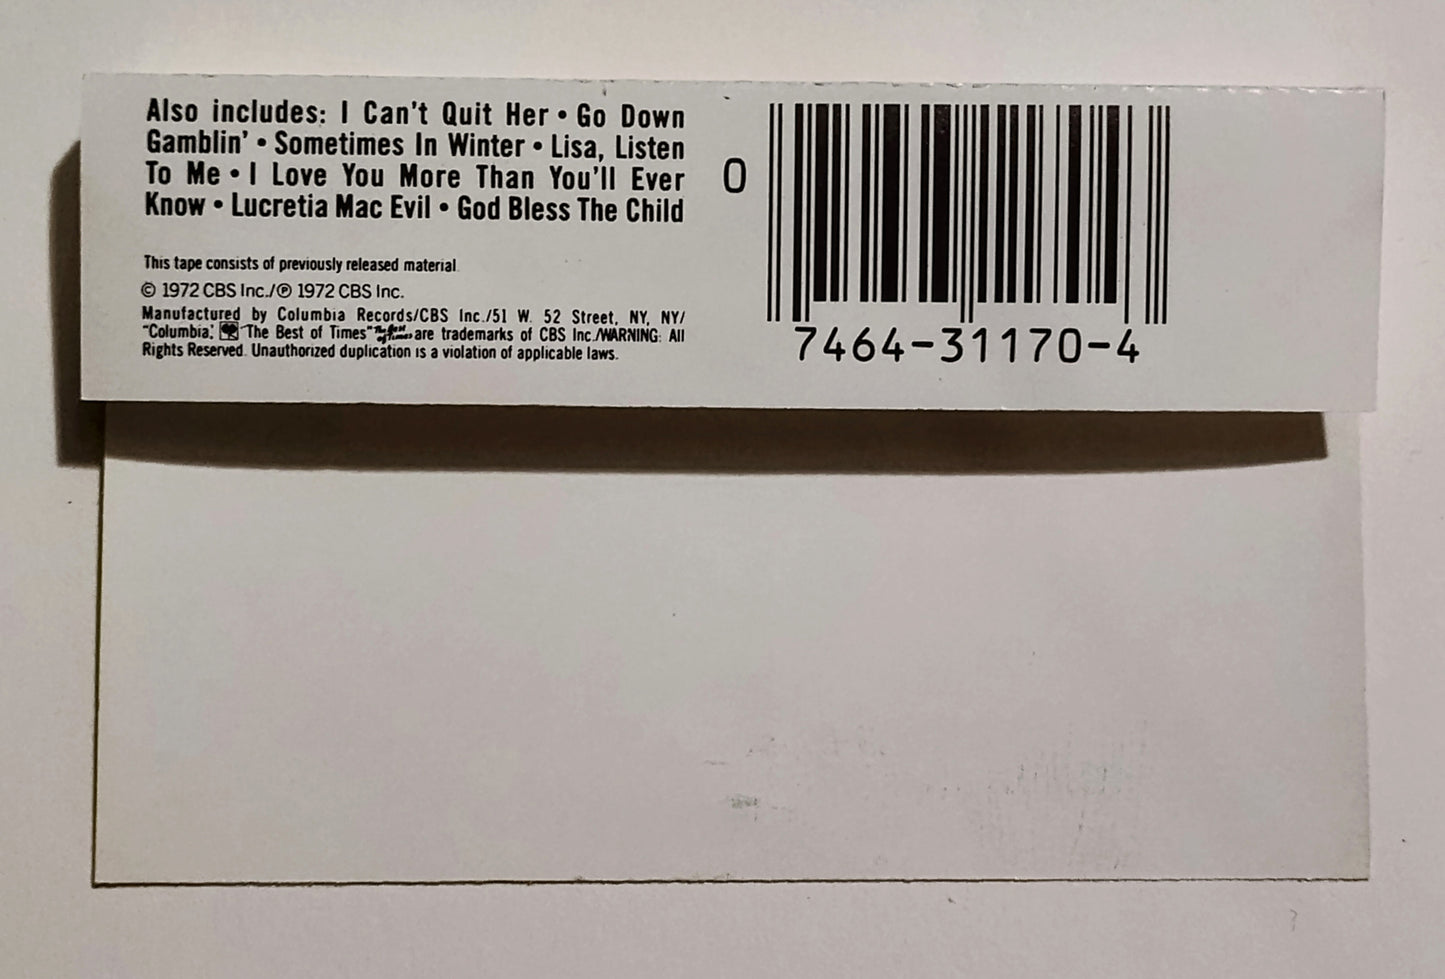 Also includes: I Can't Quit Her • Go Down
Gamblin' • Sometimes In Winter • Lisa, Listen
To Me • I Love You More Than You'll Ever
Know • Lucretia Mac Evil • God Bless The Child
This tape consists of previously released material.
© 1972 CBS Inc./℗ 1972 CBS Inc.
Manufactured by Columbia Records/CBS Inc./51 W. 52 Street, NY, NY/
"Columbia," "The Best of Times" are trademarks of CBS Inc./WARNING: All
Rights Reserved. Unauthorized duplication is a violation of applicable laws.
0
7464-31170-4